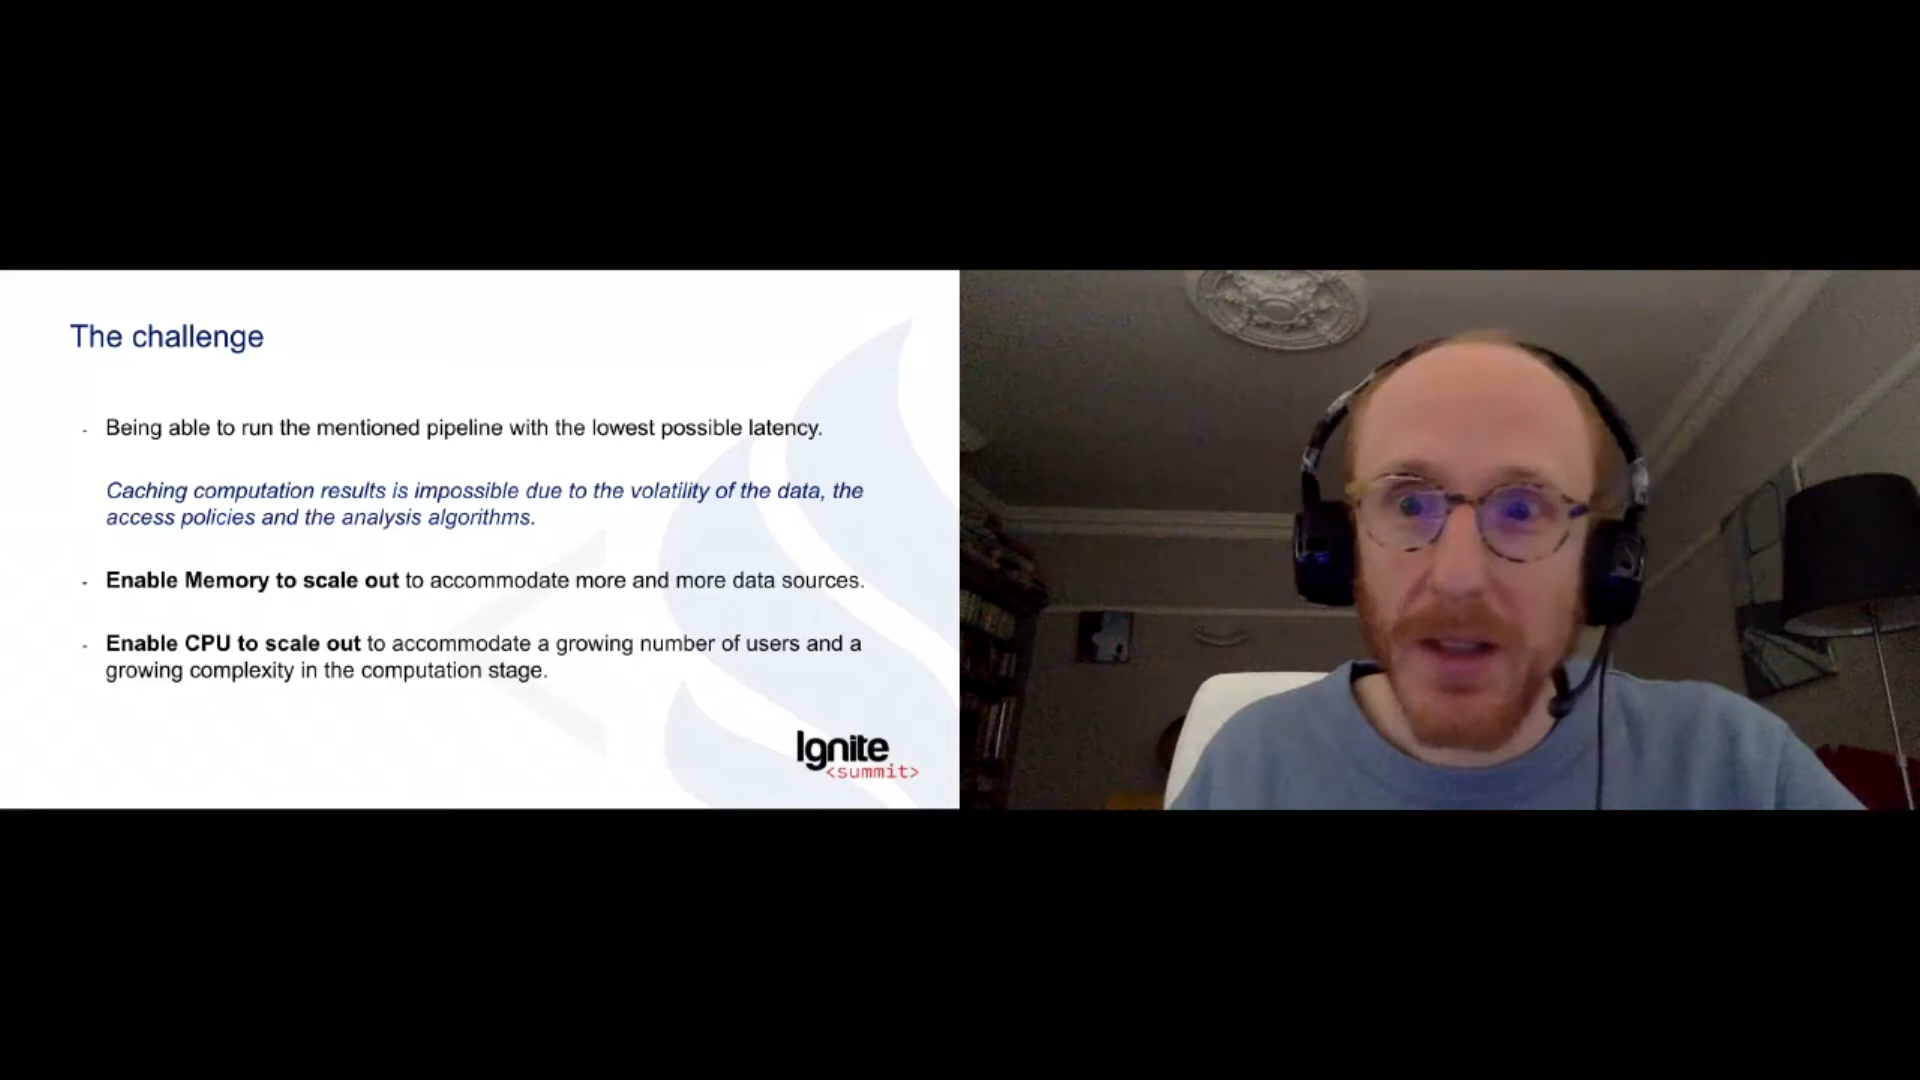 The challenge
- Being able to run the mentioned pipeline with the lowest possible latency.
Caching computation results is impossible due to the volatility of the data, the
access policies and the analysis algorithms.
- Enable Memory to scale out to accommodate more and more data sources.
- Enable CPU to scale out to accommodate a growing number of users and a
growing complexity in the computation stage.
Ignite
<summit>